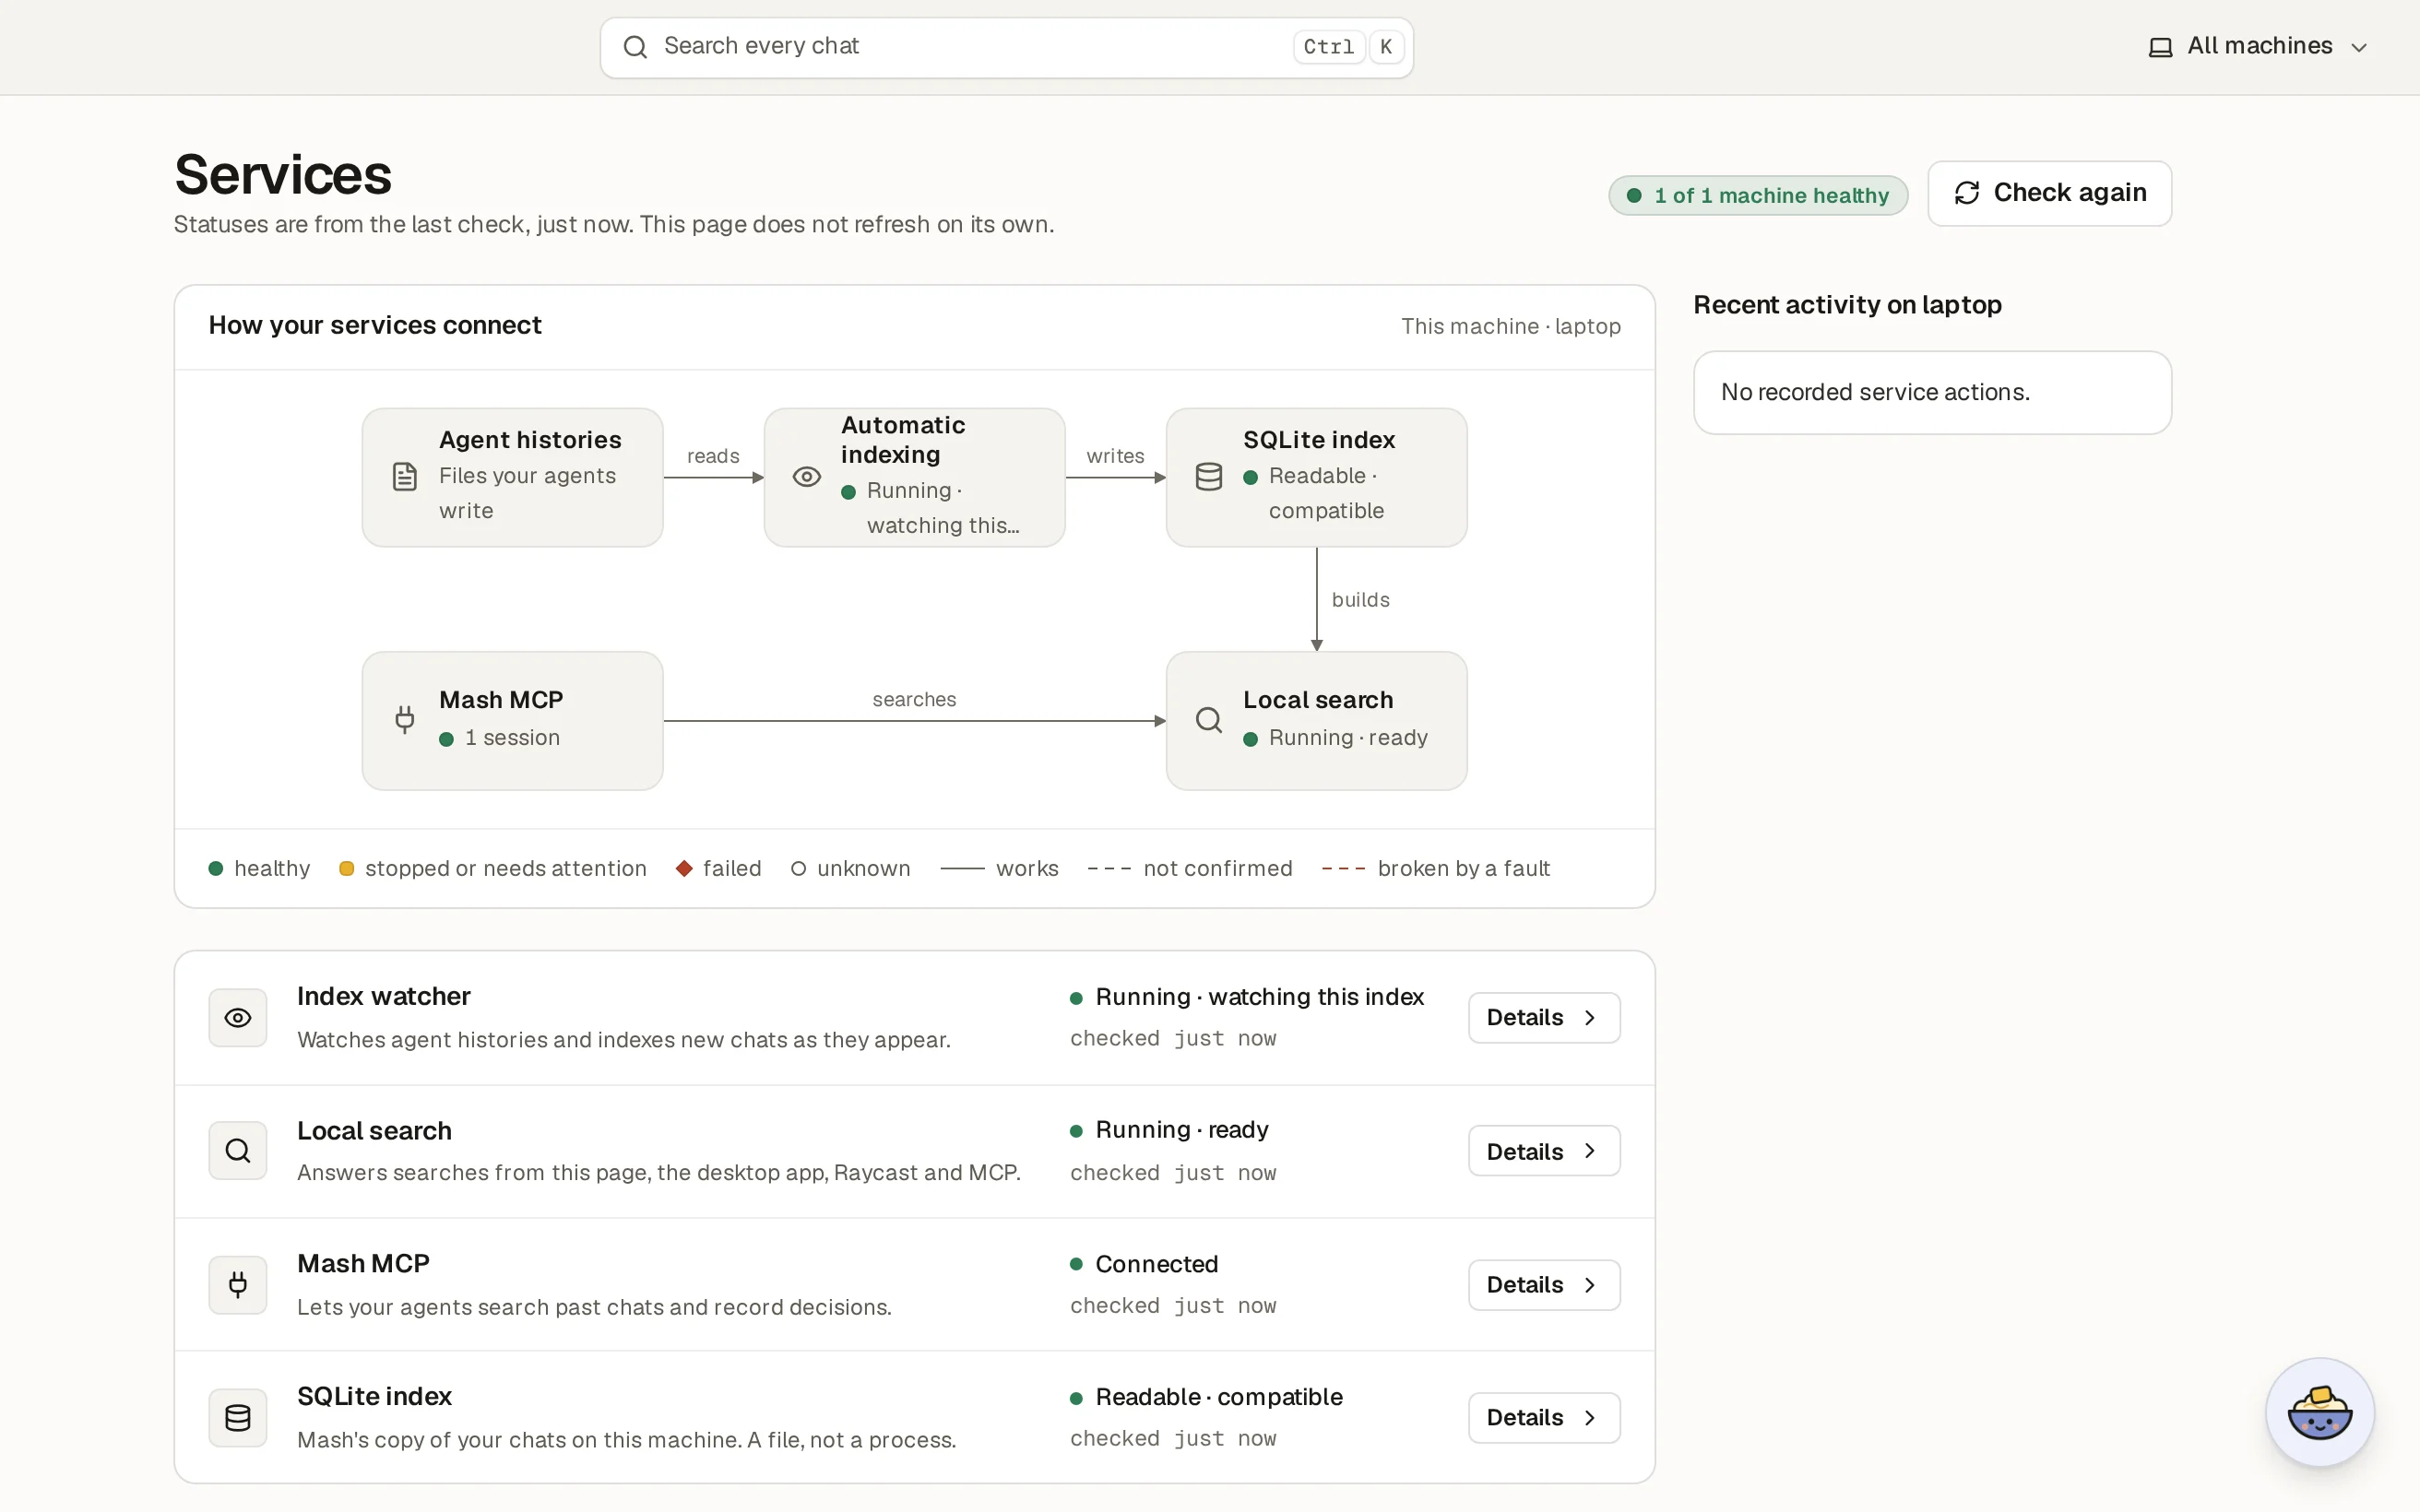 Search every chat
Ctrl K
All machines
Services
Statuses are from the last check, just now. This page does not refresh on its own.
1 of 1 machine healthy
Check again
How your services connect
This machine · laptop
Agent histories
Files your agents
write
reads
Automatic
indexing
Running ·
watching this…
writes
SQLite index
Readable ·
compatible
builds
Mash MCP
1 session
searches
Local search
Running · ready
healthy
stopped or needs attention
failed
unknown
works
not confirmed
broken by a fault
Recent activity on laptop
No recorded service actions.
Index watcher
Watches agent histories and indexes new chats as they appear.
Running · watching this index
checked just now
Details
Local search
Answers searches from this page, the desktop app, Raycast and MCP.
Running · ready
checked just now
Details
Mash MCP
Lets your agents search past chats and record decisions.
Connected
checked just now
Details
SQLite index
Mash's copy of your chats on this machine. A file, not a process.
Readable · compatible
checked just now
Details